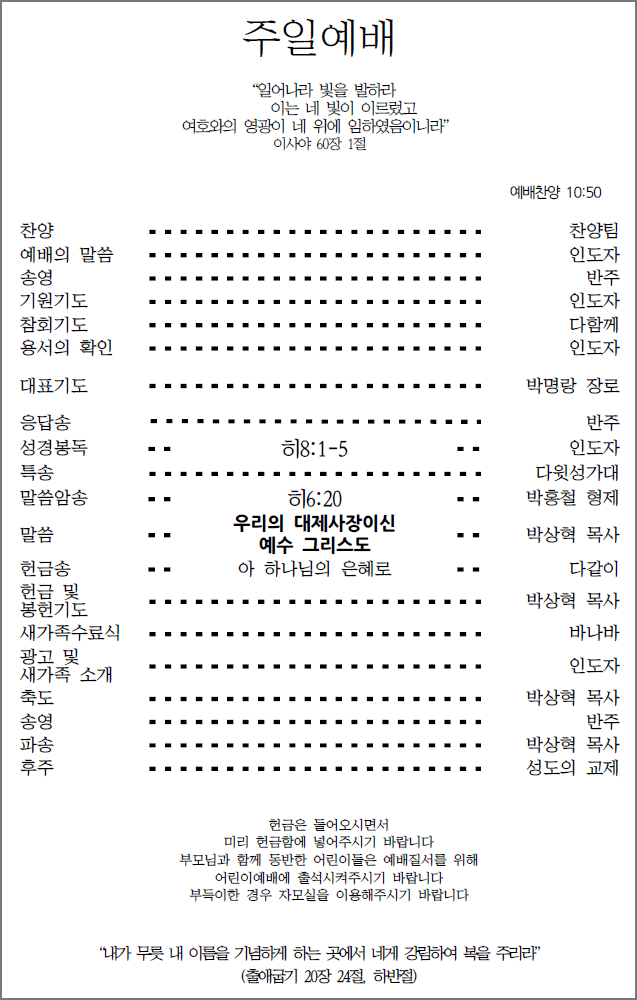 주일예배
“일어나라 빛을 발하라
이는 네 빛이 이르렀고
여호와의 영광이 네 위에 임하였음이니라”
이사야 60장 1절
예배찬양 10:50
찬양 찬양팀
예배의 말씀 인도자
송영 반주
기원기도 인도자
참회기도 다함께
용서의 확인 인도자
대표기도 박명랑 장로
응답송 반주
성경봉독 히8:1-5 인도자
특송 다윗성가대
말씀암송 히6:20 박홍철 형제
말씀 우리의 대제사장이신 예수 그리스도 박상혁 목사
헌금송 아 하나님의 은혜로 다같이
헌금 및
봉헌기도 박상혁 목사
새가족수료식 바나바
광고 및
새가족 소개 인도자
축도 박상혁 목사
송영 반주
파송 박상혁 목사
후주 성도의 교제
헌금은 들어오시면서
미리 헌금함에 넣어주시기 바랍니다
부모님과 함께 동반한 어린이들은 예배질서를 위해
어린이예배에 출석시켜주시기 바랍니다
부득이한 경우 자모실을 이용해주시기 바랍니다
“내가 무릇 내 이름을 기념하게 하는 곳에서 네게 강림하여 복을 주리라”
(출애굽기 20장 24절, 하반절)